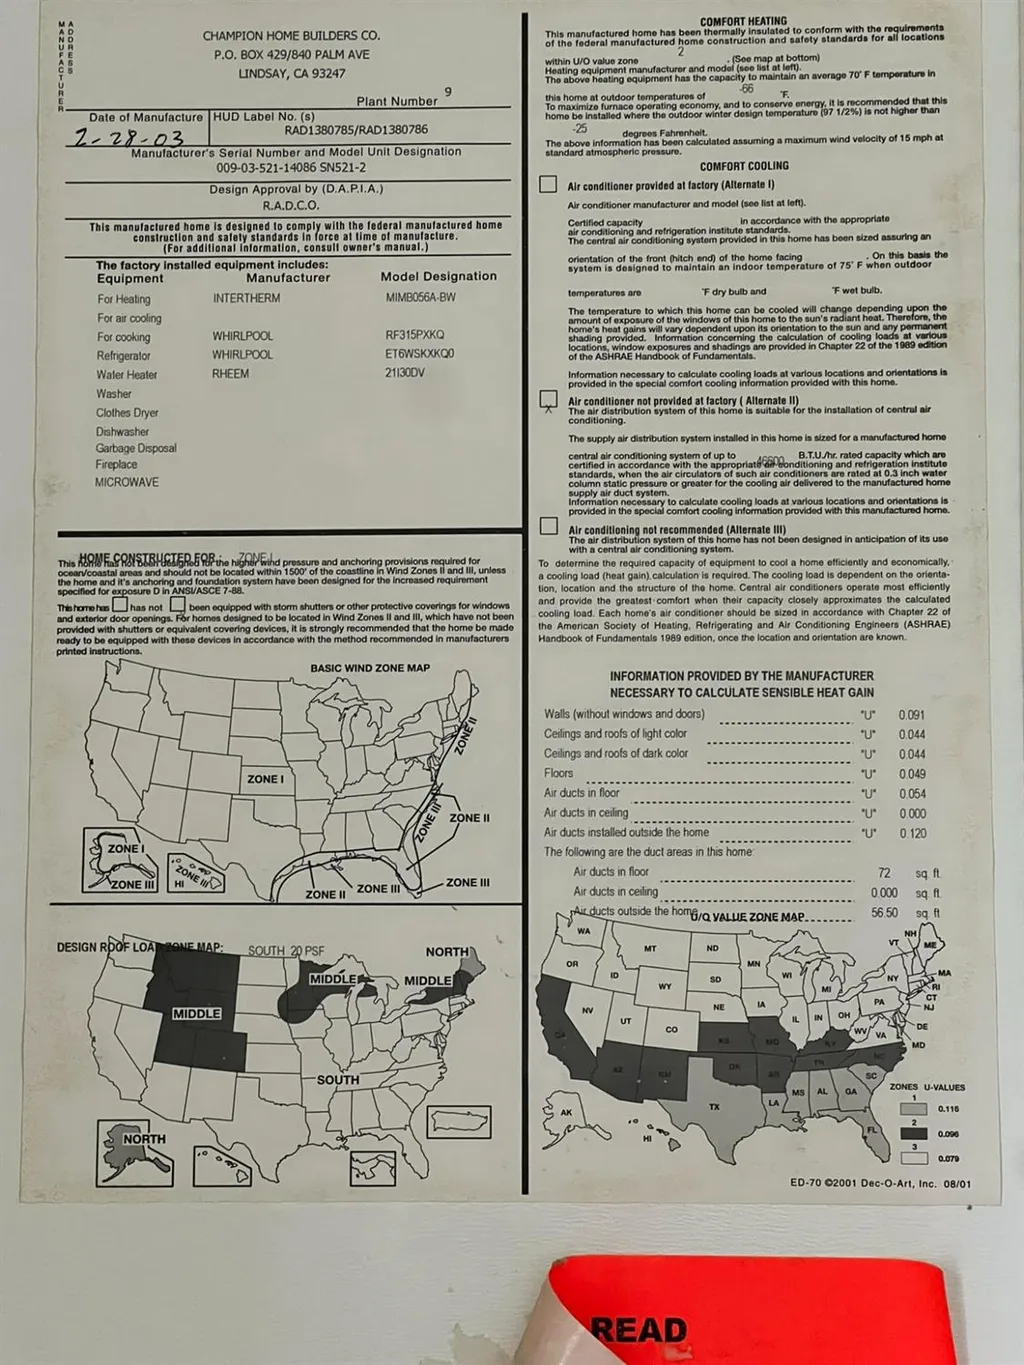 MANUFACTURER
ADDRESS
CHAMPION HOME BUILDERS CO.
P.O. BOX 429/840 PALM AVE
LINDSAY, CA 93247
Plant Number 9
Date of Manufacture
2-28-03
HUD Label No. (s)
RAD1380785/RAD1380786
Manufacturer's Serial Number and Model Unit Designation
009-03-521-14086 SN521-2
Design Approval by (D.A.P.I.A.)
R.A.D.C.O.
This manufactured home is designed to comply with the federal manufactured home
construction and safety standards in force at time of manufacture.
(For additional information, consult owner's manual.)
The factory installed equipment includes:
Equipment Manufacturer Model Designation
For Heating INTERTHERM MIMB056A-BW
For air cooling
For cooking WHIRLPOOL RF315PXKQ
Refrigerator WHIRLPOOL ET6WSKXKQ0
Water Heater RHEEM 21I30DV
Washer
Clothes Dryer
Dishwasher
Garbage Disposal
Fireplace
MICROWAVE
HOME CONSTRUCTED FOR: ZONE I
This home has not been designed for the higher wind pressure and anchoring provisions required for
ocean/coastal areas and should not be located within 1500' of the coastline in Wind Zones II and III, unless
the home and it's anchoring and foundation system have been designed for the increased requirement
specified for exposure D in ANSI/ASCE 7-88.
This home has has not been equipped with storm shutters or other protective coverings for windows
and exterior door openings. For homes designed to be located in Wind Zones II and III, which have not been
provided with shutters or equivalent covering devices, it is strongly recommended that the home be made
ready to be equipped with these devices in accordance with the method recommended in manufacturers
printed instructions.
BASIC WIND ZONE MAP
ZONE II
ZONE I
ZONE III
ZONE II
ZONE I
ZONE III
HI
ZONE III
ZONE II
ZONE III
ZONE III
DESIGN ROOF LOAD ZONE MAP: SOUTH 20 PSF
NORTH
MIDDLE
MIDDLE
MIDDLE
SOUTH
NORTH
COMFORT HEATING
This manufactured home has been thermally insulated to conform with the requirements
of the federal manufactured home construction and safety standards for all locations
within U/O value zone 2 . (See map at bottom)
Heating equipment manufacturer and model (see list at left).
The above heating equipment has the capacity to maintain an average 70° F temperature in
this home at outdoor temperatures of -66 °F.
To maximize furnace operating economy, and to conserve energy, it is recommended that this
home be installed where the outdoor winter design temperature (97 1/2%) is not higher than
-25 degrees Fahrenheit.
The above information has been calculated assuming a maximum wind velocity of 15 mph at
standard atmospheric pressure.
COMFORT COOLING
Air conditioner provided at factory (Alternate I)
Air conditioner manufacturer and model (see list at left).
Certified capacity in accordance with the appropriate
air conditioning and refrigeration institute standards.
The central air conditioning system provided in this home has been sized assuring an
orientation of the front (hitch end) of the home facing . On this basis the
system is designed to maintain an indoor temperature of 75° F when outdoor
temperatures are °F dry bulb and °F wet bulb.
The temperature to which this home can be cooled will change depending upon the
amount of exposure of the windows of this home to the sun's radiant heat. Therefore, the
home's heat gains will vary dependent upon its orientation to the sun and any permanent
shading provided. Information concerning the calculation of cooling loads at various
locations, window exposures and shadings are provided in Chapter 22 of the 1989 edition
of the ASHRAE Handbook of Fundamentals.
Information necessary to calculate cooling loads at various locations and orientations is
provided in the special comfort cooling information provided with this home.
X
Air conditioner not provided at factory ( Alternate II)
The air distribution system of this home is suitable for the installation of central air
conditioning.
The supply air distribution system installed in this home is sized for a manufactured home
central air conditioning system of up to 46600 B.T.U./hr. rated capacity which are
certified in accordance with the appropriate air conditioning and refrigeration institute
standards, when the air circulators of such air conditioners are rated at 0.3 inch water
column static pressure or greater for the cooling air delivered to the manufactured home
supply air duct system.
Information necessary to calculate cooling loads at various locations and orientations is
provided in the special comfort cooling information provided with this manufactured home.
Air conditioning not recommended (Alternate III)
The air distribution system of this home has not been designed in anticipation of its use
with a central air conditioning system.
To determine the required capacity of equipment to cool a home efficiently and economically,
a cooling load (heat gain) calculation is required. The cooling load is dependent on the orienta-
tion, location and the structure of the home. Central air conditioners operate most efficiently
and provide the greatest comfort when their capacity closely approximates the calculated
cooling load. Each home's air conditioner should be sized in accordance with Chapter 22 of
the American Society of Heating, Refrigerating and Air Conditioning Engineers (ASHRAE)
Handbook of Fundamentals 1989 edition, once the location and orientation are known.
INFORMATION PROVIDED BY THE MANUFACTURER
NECESSARY TO CALCULATE SENSIBLE HEAT GAIN
Walls (without windows and doors) "U" 0.091
Ceilings and roofs of light color "U" 0.044
Ceilings and roofs of dark color "U" 0.044
Floors "U" 0.049
Air ducts in floor "U" 0.054
Air ducts in ceiling "U" 0.000
Air ducts installed outside the home "U" 0.120
The following are the duct areas in this home:
Air ducts in floor 72 sq. ft.
Air ducts in ceiling 0.000 sq. ft.
Air ducts outside the home 56.50 sq. ft
U/O VALUE ZONE MAP
WA
MT
ND
MN
OR
ID
WY
SD
WI
MI
NY
VT
NH
ME
MA
RI
CT
NJ
NV
UT
CO
NE
IA
IL
IN
OH
PA
WV
VA
DE
MD
CA
AZ
NM
KS
MO
KY
OK
AR
TN
NC
SC
TX
LA
MS
AL
GA
FL
AK
HI
ZONES U-VALUES
1 0.116
2 0.096
3 0.079
ED-70 ©2001 Dec-O-Art, Inc. 08/01
READ